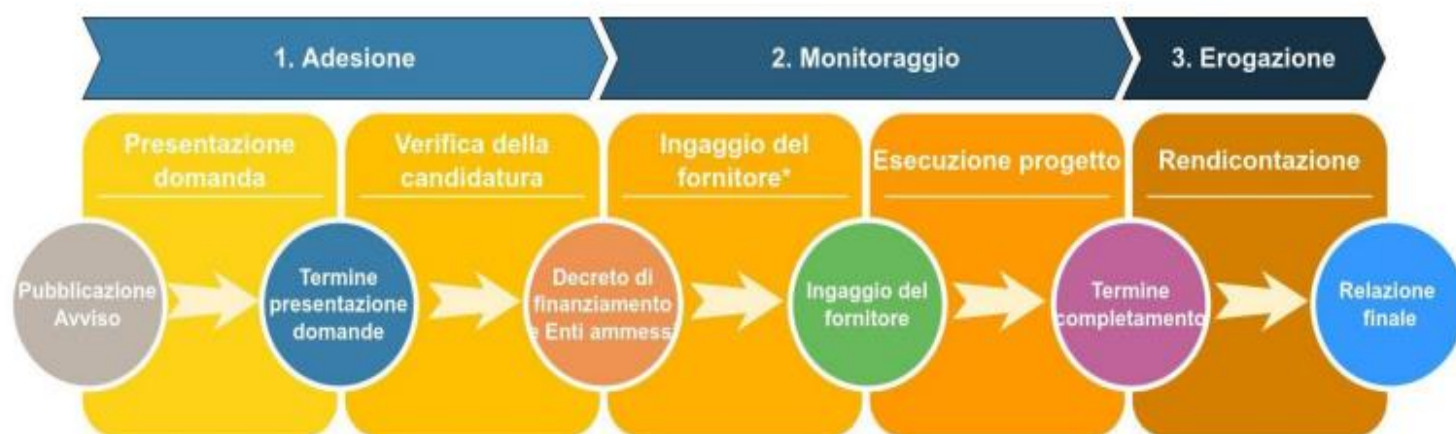 1. Adesione
2. Monitoraggio
3. Erogazione
Presentazione
domanda
Verifica della
candidatura
Ingaggio del
fornitore*
Esecuzione progetto
Rendicontazione
Pubblicazione
Avviso
Termine
presentazione
domande
Decreto di
finanziamento
e Enti ammessi
Ingaggio del
fornitore
Termine
completamento
Relazione
finale